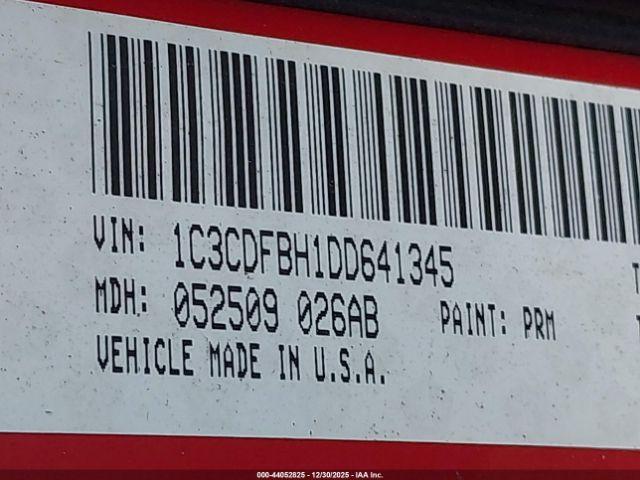 VIN: 1C3CDFBH1DD641345
MDH: 052509 026AB PAINT: PRM
VEHICLE MADE IN U.S.A.
000-44052825 - 12/30/2025 - IAA Inc.